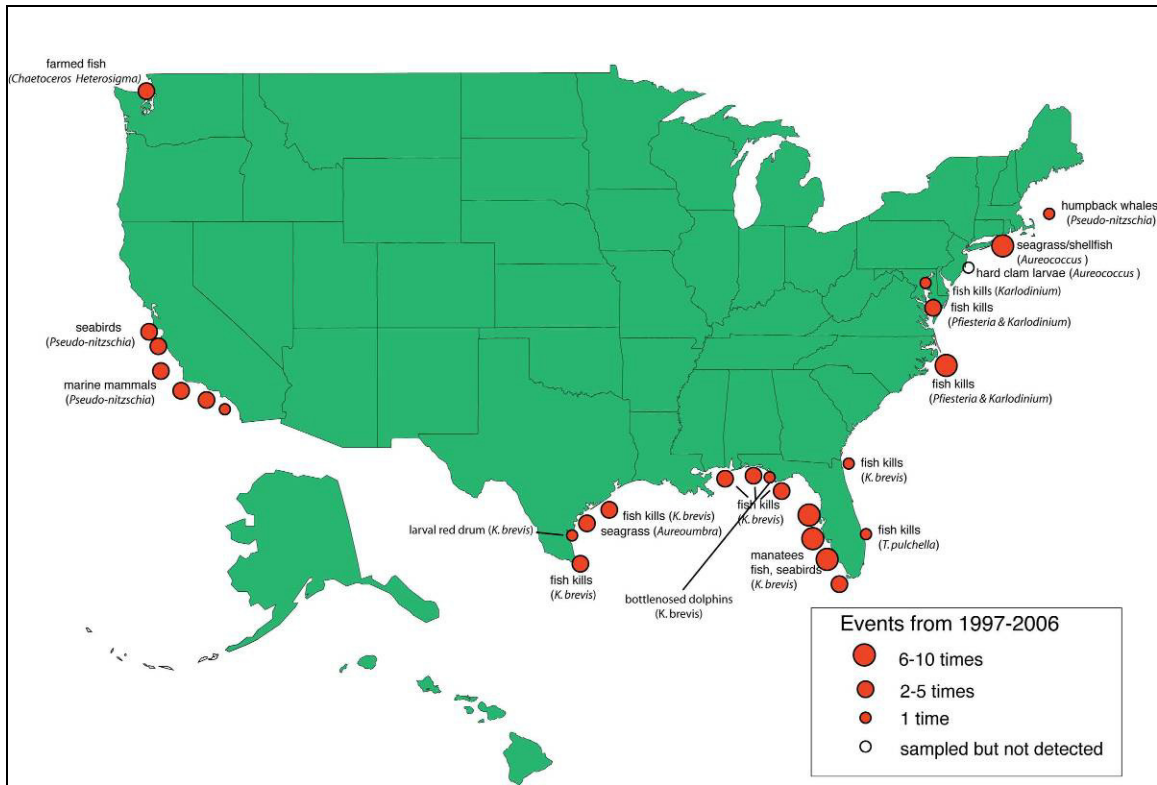 farmed fish
(Chaetoceros Heterosigma)
humpback whales
(Pseudo-nitzschia)
seagrass/shellfish
(Aureococcus )
hard clam larvae (Aureococcus )
fish kills (Karlodinium)
fish kills
(Pfiesteria & Karlodinium)
seabirds
(Pseudo-nitzschia)
marine mammals
(Pseudo-nitzschia)
fish kills
(Pfiesteria & Karlodinium)
fish kills
(K. brevis)
fish kills
(K. brevis)
fish kills (K. brevis)
seagrass (Aureoumbra)
larval red drum (K. brevis)
fish kills
(T. pulchella)
manatees
fish, seabirds
(K. brevis)
fish kills
(K. brevis)
bottlenosed dolphins
(K. brevis)
Events from 1997-2006
6-10 times
2-5 times
1 time
sampled but not detected